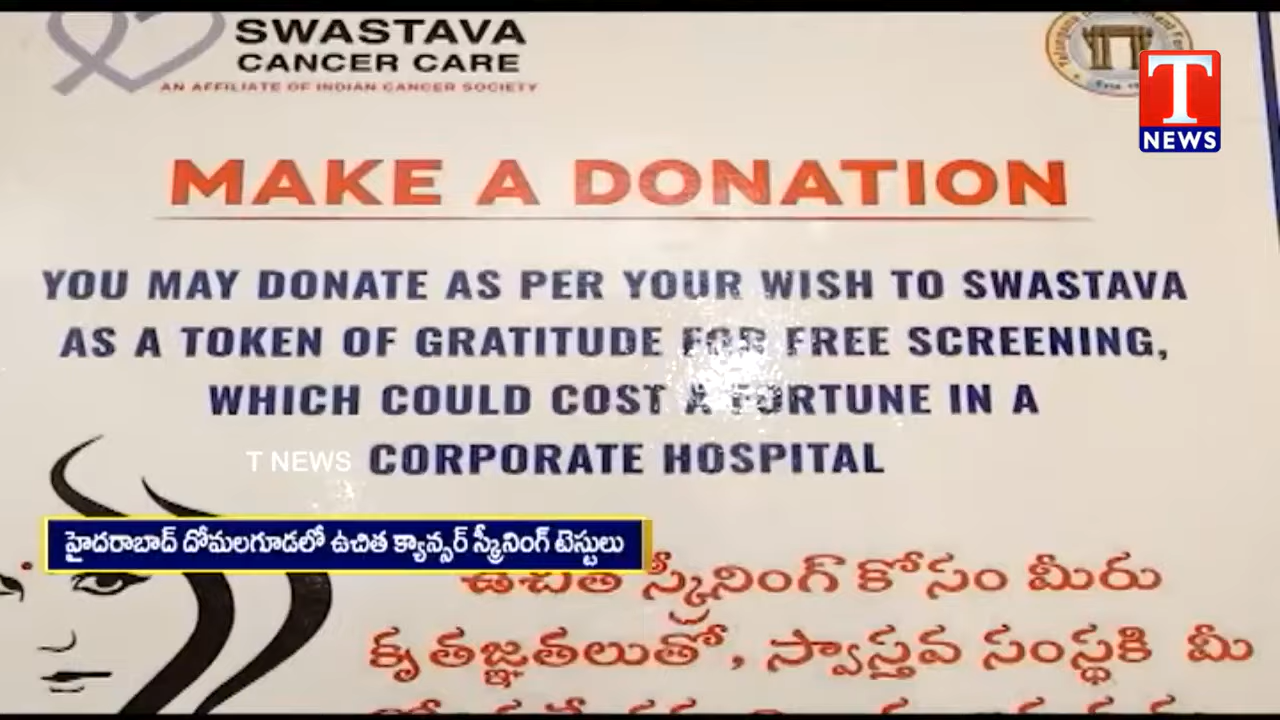 SWASTAVA
CANCER CARE
AN AFFILIATE OF INDIAN CANCER SOCIETY
T
NEWS
MAKE A DONATION
YOU MAY DONATE AS PER YOUR WISH TO SWASTAVA
AS A TOKEN OF GRATITUDE FOR FREE SCREENING,
WHICH COULD COST A FORTUNE IN A
T NEWS
CORPORATE HOSPITAL
హైదరాబాద్ దోమలగూడలో ఉచిత క్యాన్సర్ స్క్రీనింగ్ టెస్టులు
ఉచిత స్క్రీనింగ్ కోసం మీరు
కృతజ్ఞతలుతో, స్వాస్తవ సంస్థకి మీ